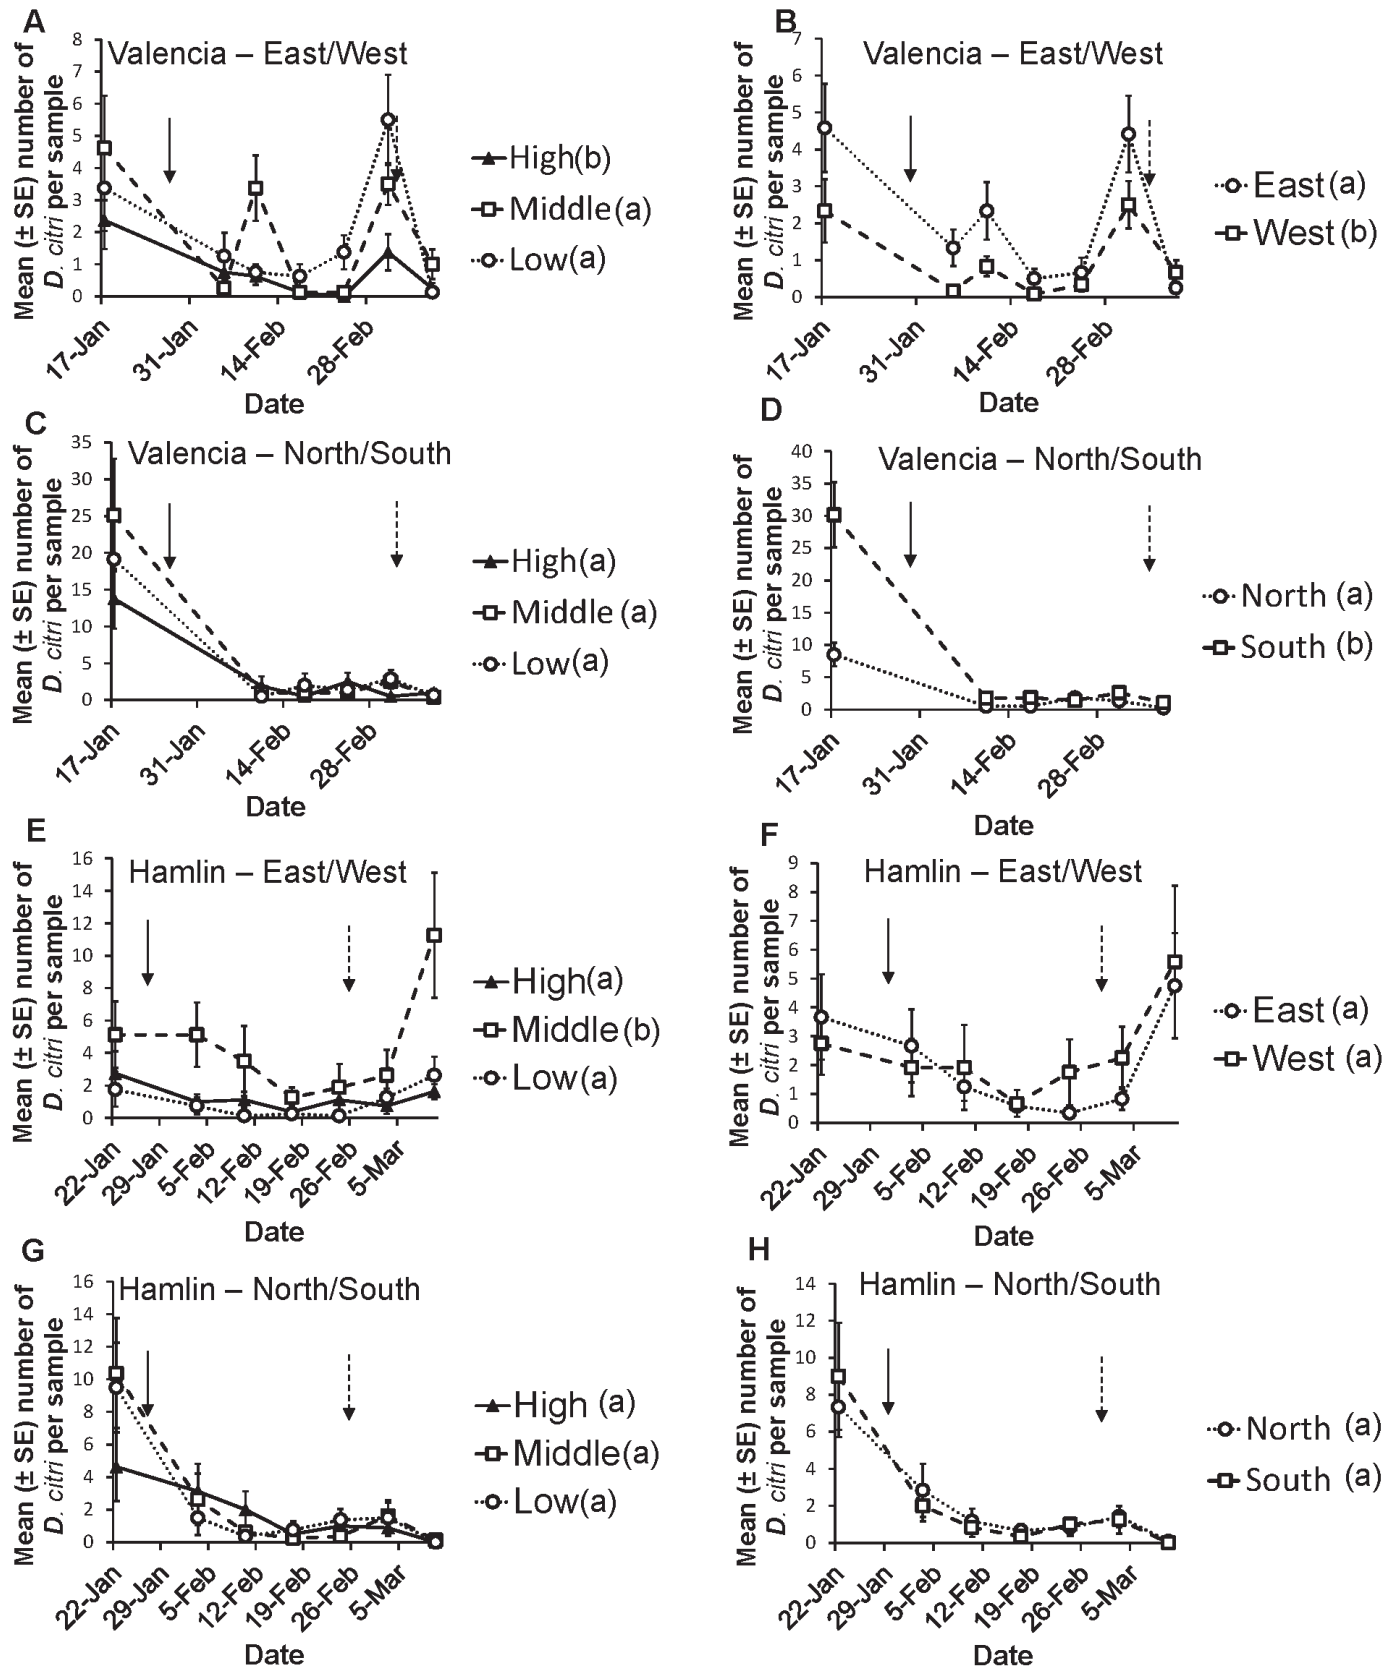 A
Valencia – East/West
Mean (± SE) number of
D. citri per sample
8
7
6
5
4
3
2
1
0
17-Jan
31-Jan
14-Feb
28-Feb
Date
High(b)
Middle(a)
Low(a)
B
Valencia – East/West
Mean (± SE) number of
D. citri per sample
7
6
5
4
3
2
1
0
17-Jan
31-Jan
14-Feb
28-Feb
Date
East(a)
West(b)
C
Valencia – North/South
Mean (± SE) number of
D. citri per sample
35
30
25
20
15
10
5
0
17-Jan
31-Jan
14-Feb
28-Feb
Date
High(a)
Middle(a)
Low(a)
D
Valencia – North/South
Mean (± SE) number of
D. citri per sample
40
35
30
25
20
15
10
5
0
17-Jan
31-Jan
14-Feb
28-Feb
Date
North (a)
South (b)
E
Hamlin – East/West
Mean (± SE) number of
D. citri per sample
16
14
12
10
8
6
4
2
0
22-Jan
29-Jan
5-Feb
12-Feb
19-Feb
26-Feb
5-Mar
Date
High(a)
Middle(b)
Low(a)
F
Hamlin – East/West
Mean (± SE) number of
D. citri per sample
9
8
7
6
5
4
3
2
1
0
22-Jan
29-Jan
5-Feb
12-Feb
19-Feb
26-Feb
5-Mar
Date
East(a)
West(a)
G
Hamlin – North/South
Mean (± SE) number of
D. citri per sample
16
14
12
10
8
6
4
2
0
22-Jan
29-Jan
5-Feb
12-Feb
19-Feb
26-Feb
5-Mar
Date
High (a)
Middle(a)
Low(a)
H
Hamlin – North/South
Mean (± SE) number of
D. citri per sample
14
12
10
8
6
4
2
0
22-Jan
29-Jan
5-Feb
12-Feb
19-Feb
26-Feb
5-Mar
Date
North (a)
South (a)